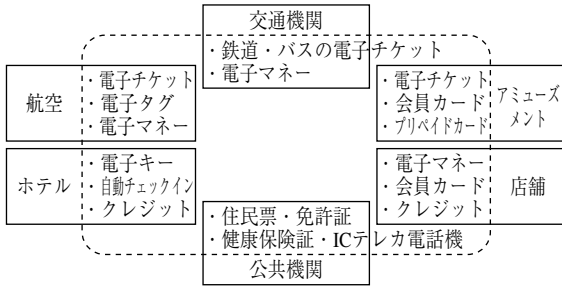 交通機関
・鉄道・バスの電子チケット
・電子マネー
航空
・電子チケット
・電子タグ
・電子マネー
・電子チケット
・会員カード
・プリペイドカード
アミューズ
メント
ホテル
・電子キー
・自動チェックイン
・クレジット
・電子マネー
・会員カード
・クレジット
店舗
・住民票・免許証
・健康保険証・ICテレカ電話機
公共機関